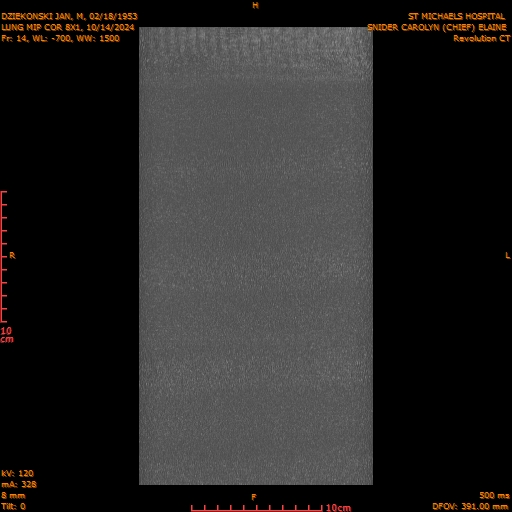 H
DZIEKONSKI JAN, M, 02/18/1953
LUNG MIP COR 8X1, 10/14/2024
Fr: 14, WL: -700, WW: 1500
ST MICHAELS HOSPITAL
SNIDER CAROLYN (CHIEF) ELAINE
Revolution CT
R
L
10
cm
kV: 120
mA: 328
8 mm
Tilt: 0
F
10cm
500 ms
DFOV: 391.00 mm